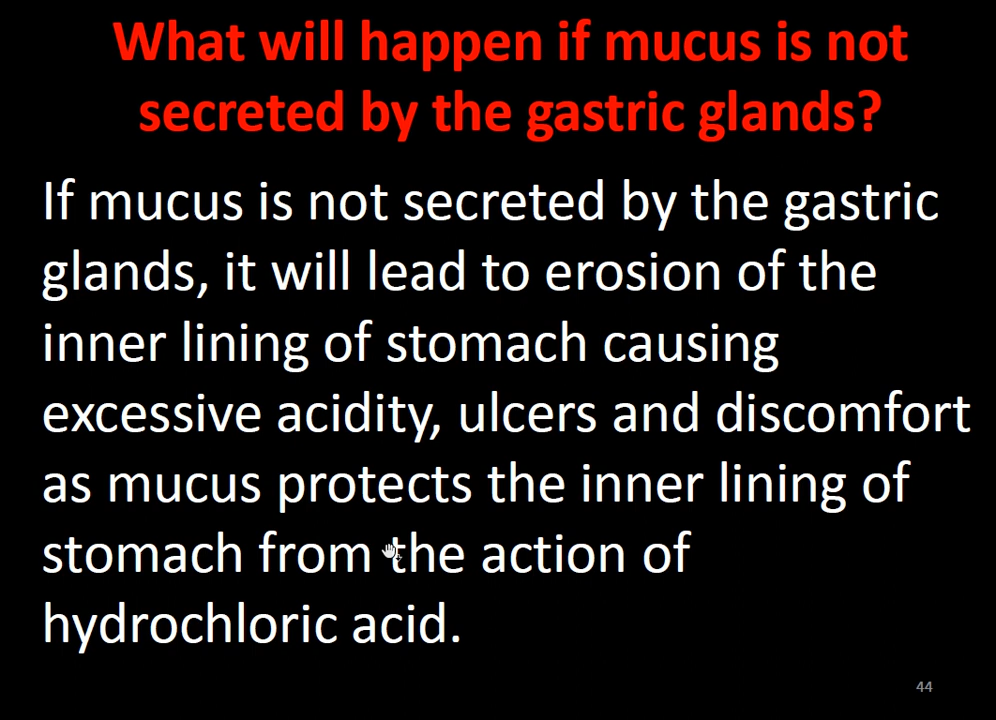 What will happen if mucus is not
secreted by the gastric glands?
If mucus is not secreted by the gastric
glands, it will lead to erosion of the
inner lining of stomach causing
excessive acidity, ulcers and discomfort
as mucus protects the inner lining of
stomach from the action of
hydrochloric acid.
44